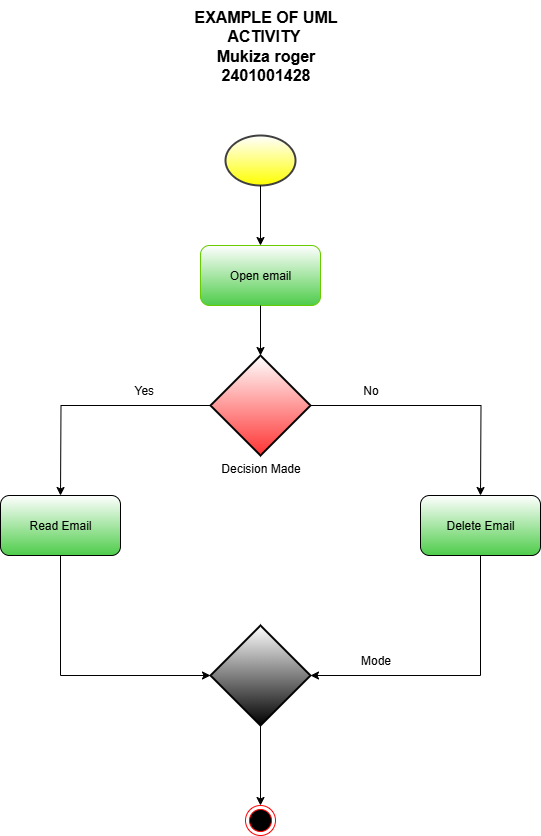 EXAMPLE OF UML
ACTIVITY
Mukiza roger
2401001428
Open email
Yes
No
Decision Made
Read Email
Delete Email
Mode